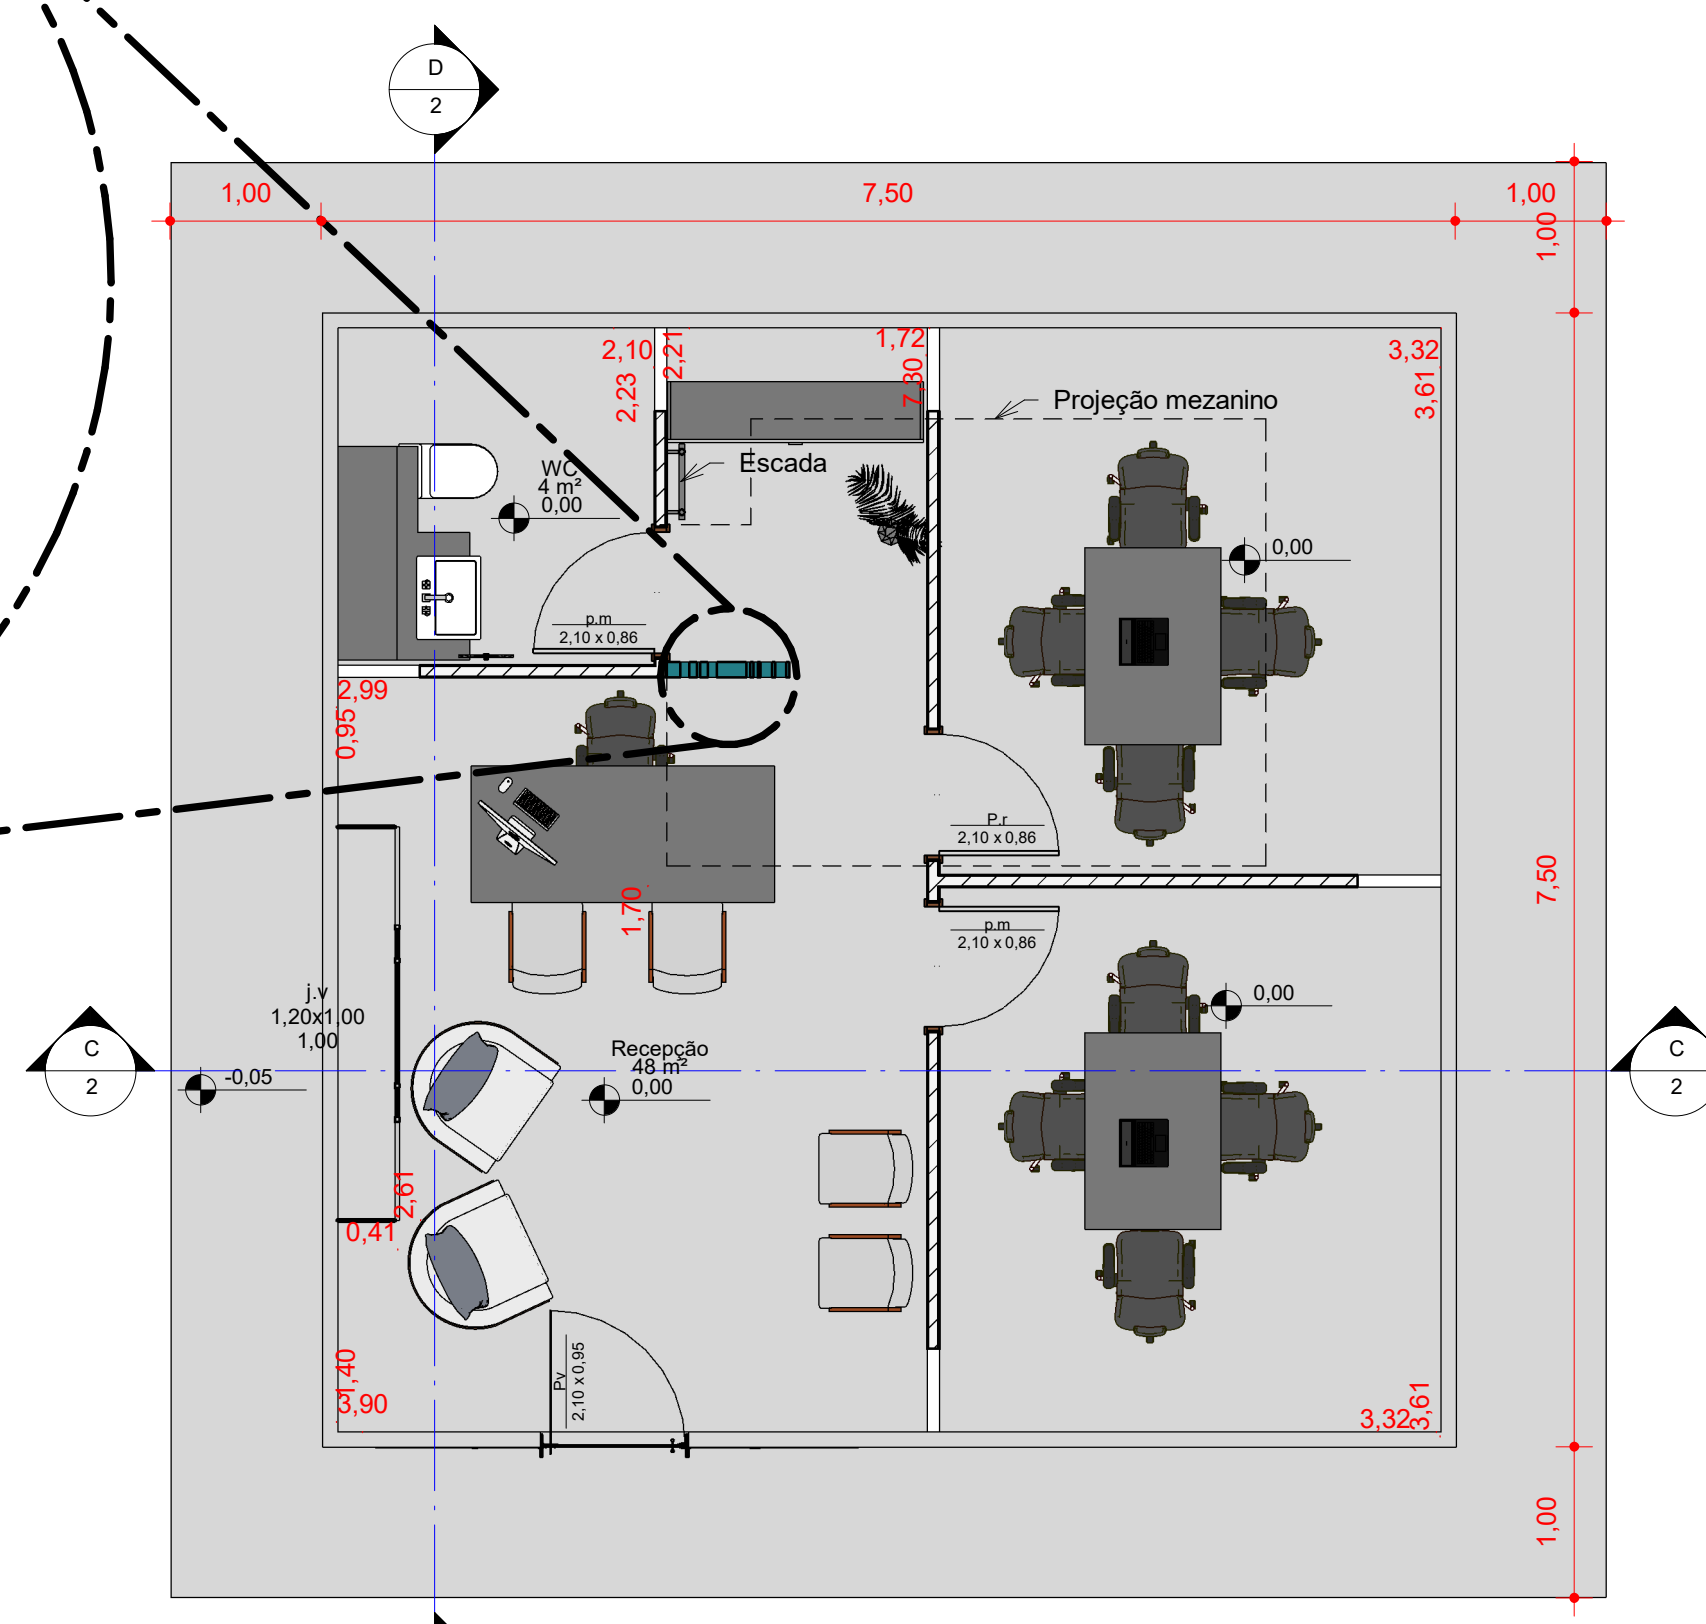 D
2
1,00
7,50
1,00
1,00
2,10
2,21
1,72
3,32
2,23
7,30
3,61
Projeção mezanino
Escada
WC
4 m²
0,00
0,00
p.m
2,10 x 0,86
2,99
0,95
P.r
2,10 x 0,86
7,50
1,70
p.m
2,10 x 0,86
j.v
1,20x1,00
1,00
0,00
Recepção
48 m²
0,00
C
2
-0,05
C
2
2,61
0,41
1,40
3,90
Pv
2,10 x 0,95
3,32
3,61
1,00